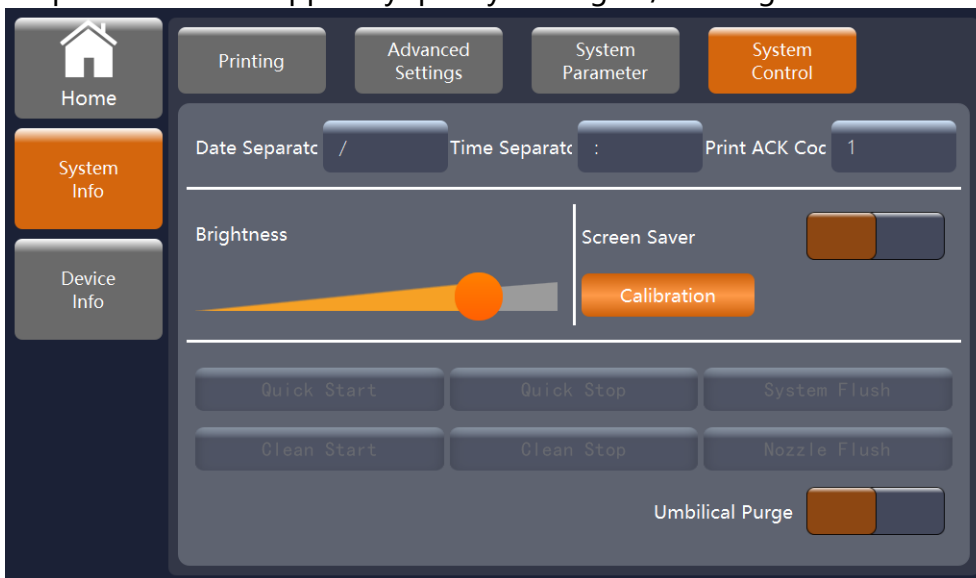 Home
Printing
Advanced
Settings
System
Parameter
System
Control
System
Info
Device
Info
Date Separatc / Time Separatc : Print ACK Coc 1
Brightness
Screen Saver
Calibration
Quick Start Quick Stop System Flush
Clean Start Clean Stop Nozzle Flush
Umbilical Purge